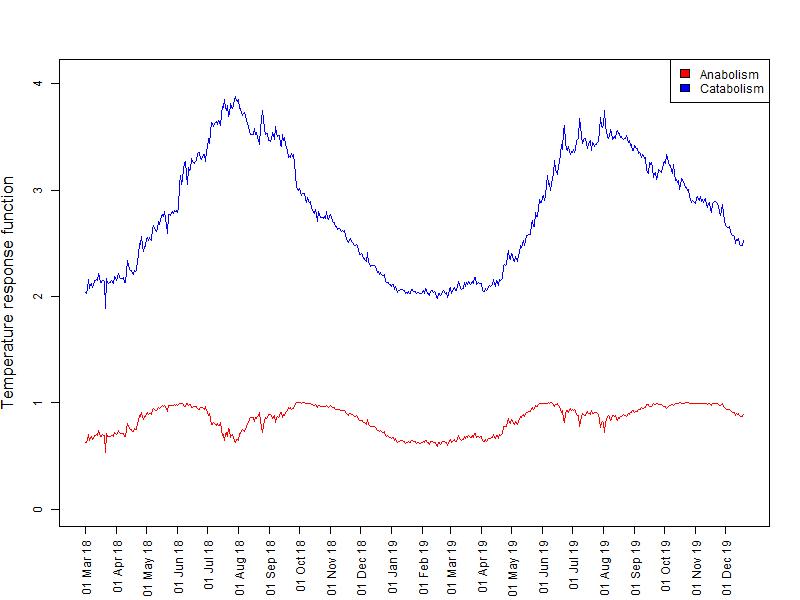 Anabolism
Catabolism
Temperature response function
4
3
2
1
0
01 Mar 18
01 Apr 18
01 May 18
01 Jun 18
01 Jul 18
01 Aug 18
01 Sep 18
01 Oct 18
01 Nov 18
01 Dec 18
01 Jan 19
01 Feb 19
01 Mar 19
01 Apr 19
01 May 19
01 Jun 19
01 Jul 19
01 Aug 19
01 Sep 19
01 Oct 19
01 Nov 19
01 Dec 19